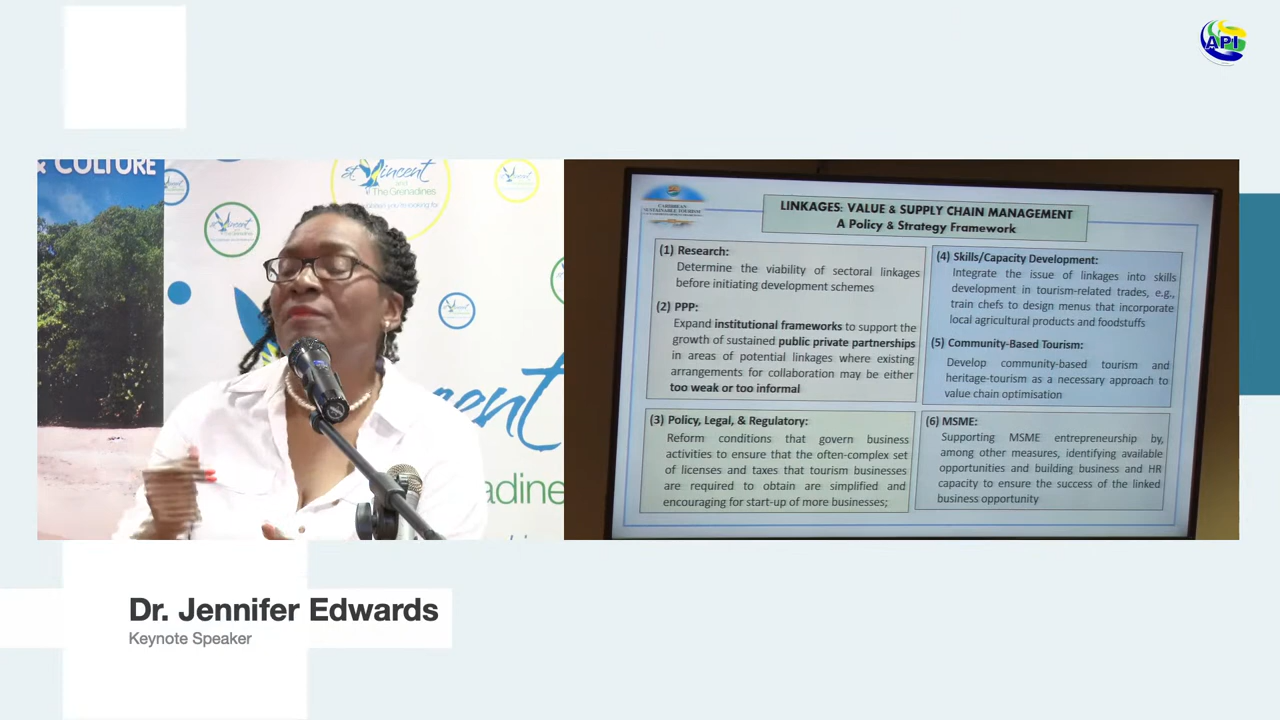 API
& CULTURE
St Vincent
and
The Grenadines
The Grenadines
LINKAGES: VALUE & SUPPLY CHAIN MANAGEMENT
A Policy & Strategy Framework
CARIBBEAN
SUSTAINABLE TOURISM
(1) Research:
Determine the viability of sectoral linkages
before initiating development schemes
(2) PPP:
Expand institutional frameworks to support the
growth of sustained public private partnerships
in areas of potential linkages where existing
arrangements for collaboration may be either
too weak or too informal
(3) Policy, Legal, & Regulatory:
Reform conditions that govern business
activities to ensure that the often-complex set
of licenses and taxes that tourism businesses
are required to obtain are simplified and
encouraging for start-up of more businesses;
(4) Skills/Capacity Development:
Integrate the issue of linkages into skills
development in tourism-related trades, e.g.,
train chefs to design menus that incorporate
local agricultural products and foodstuffs
(5) Community-Based Tourism:
Develop community-based tourism and
heritage-tourism as a necessary approach to
value chain optimisation
(6) MSME:
Supporting MSME entrepreneurship by,
among other measures, identifying available
opportunities and building business and HR
capacity to ensure the success of the linked
business opportunity
cent
adine
Dr. Jennifer Edwards
Keynote Speaker